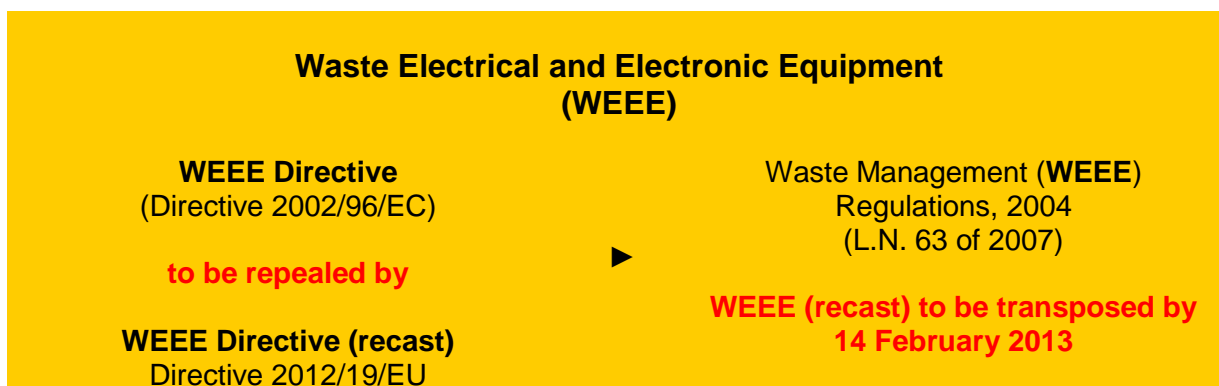 Waste Electrical and Electronic Equipment
(WEEE)
WEEE Directive
(Directive 2002/96/EC)
to be repealed by
WEEE Directive (recast)
Directive 2012/19/EU
►
Waste Management (WEEE)
Regulations, 2004
(L.N. 63 of 2007)
WEEE (recast) to be transposed by
14 February 2013